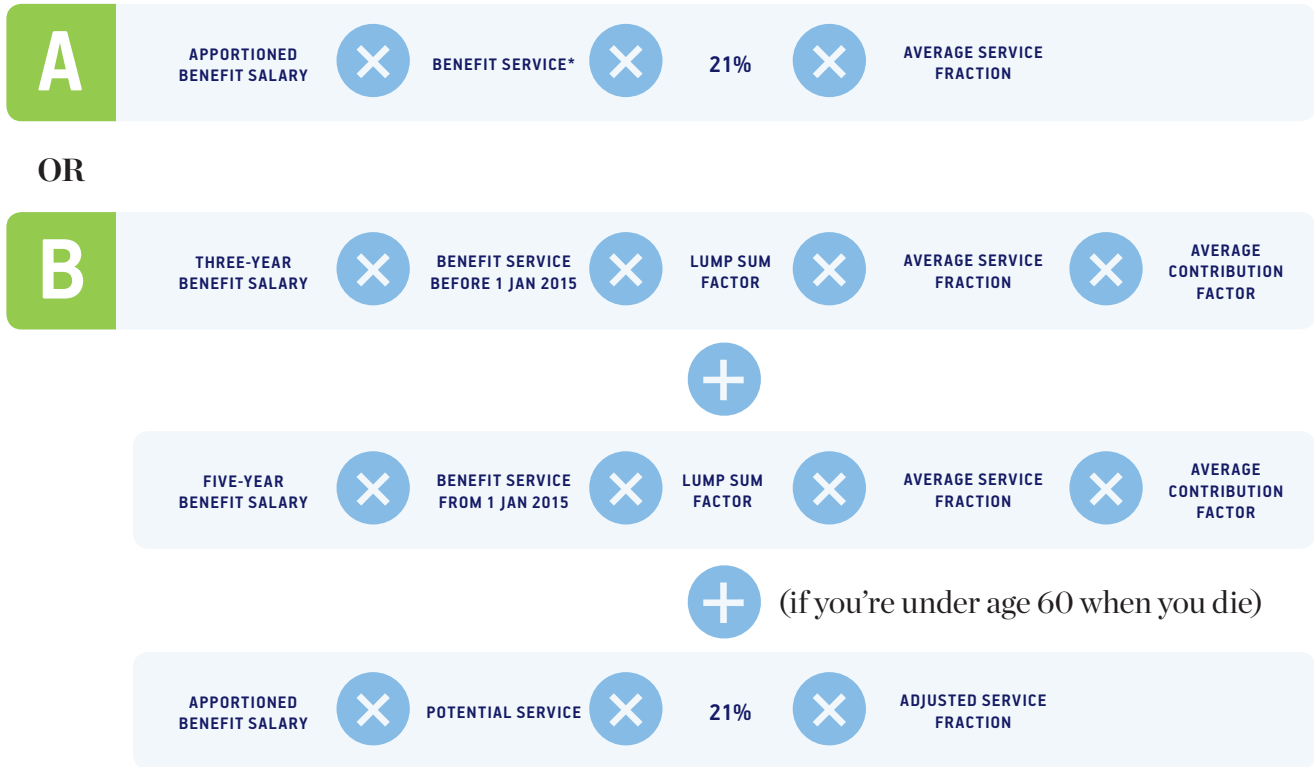 A
APPORTIONED
BENEFIT SALARY
BENEFIT SERVICE*
21%
AVERAGE SERVICE
FRACTION
OR
B
THREE-YEAR
BENEFIT SALARY
BENEFIT SERVICE
BEFORE 1 JAN 2015
LUMP SUM
FACTOR
AVERAGE SERVICE
FRACTION
AVERAGE
CONTRIBUTION
FACTOR
FIVE-YEAR
BENEFIT SALARY
BENEFIT SERVICE
FROM 1 JAN 2015
LUMP SUM
FACTOR
AVERAGE SERVICE
FRACTION
AVERAGE
CONTRIBUTION
FACTOR
(if you're under age 60 when you die)
APPORTIONED
BENEFIT SALARY
POTENTIAL SERVICE
21%
ADJUSTED SERVICE
FRACTION